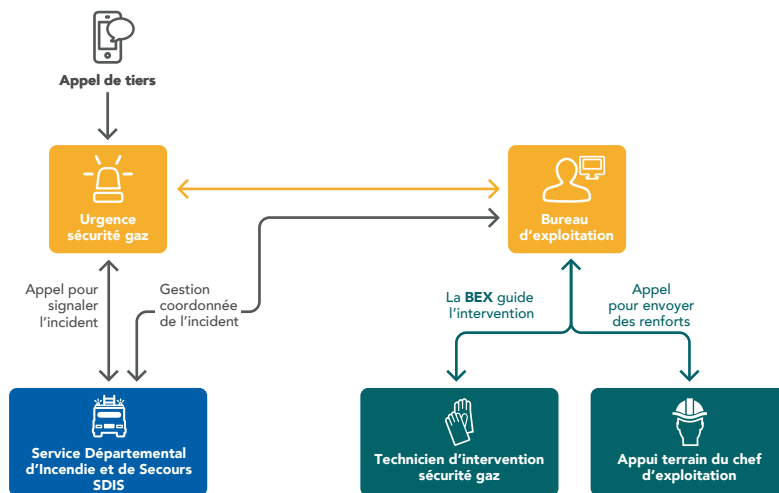 Appel de tiers
Urgence
sécurité gaz
Bureau
d'exploitation
Appel pour
signaler
l'incident
Gestion
coordonnée
de l'incident
La BEX guide
l'intervention
Appel
pour envoyer
des renforts
Service Départemental
d'Incendie et de Secours
SDIS
Technicien d'intervention
sécurité gaz
Appui terrain du chef
d'exploitation